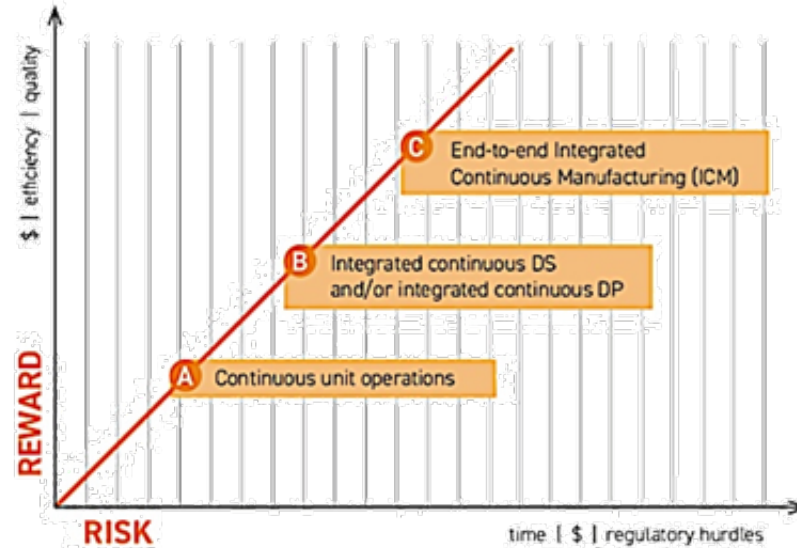 $ | efficiency | quality
REWARD
C
End-to-end Integrated
Continuous Manufacturing (ICM)
B
Integrated continuous DS
and/or integrated continuous DP
A
Continuous unit operations
RISK
time | $ | regulatory hurdles